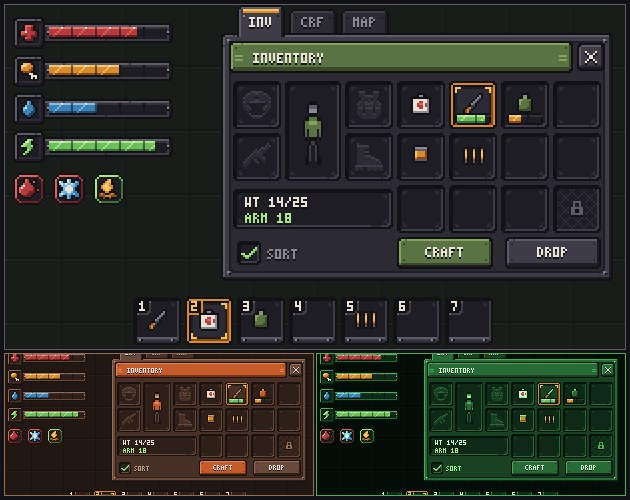 INV CRF MAP
INVENTORY
WT 14/25
ARM 18
SORT
CRAFT
DROP
1 2 3 4 5 6 7
INVENTORY
WT 14/25
ARM 18
SORT
CRAFT
DROP
INVENTORY
WT 14/25
ARM 18
SORT
CRAFT
DROP